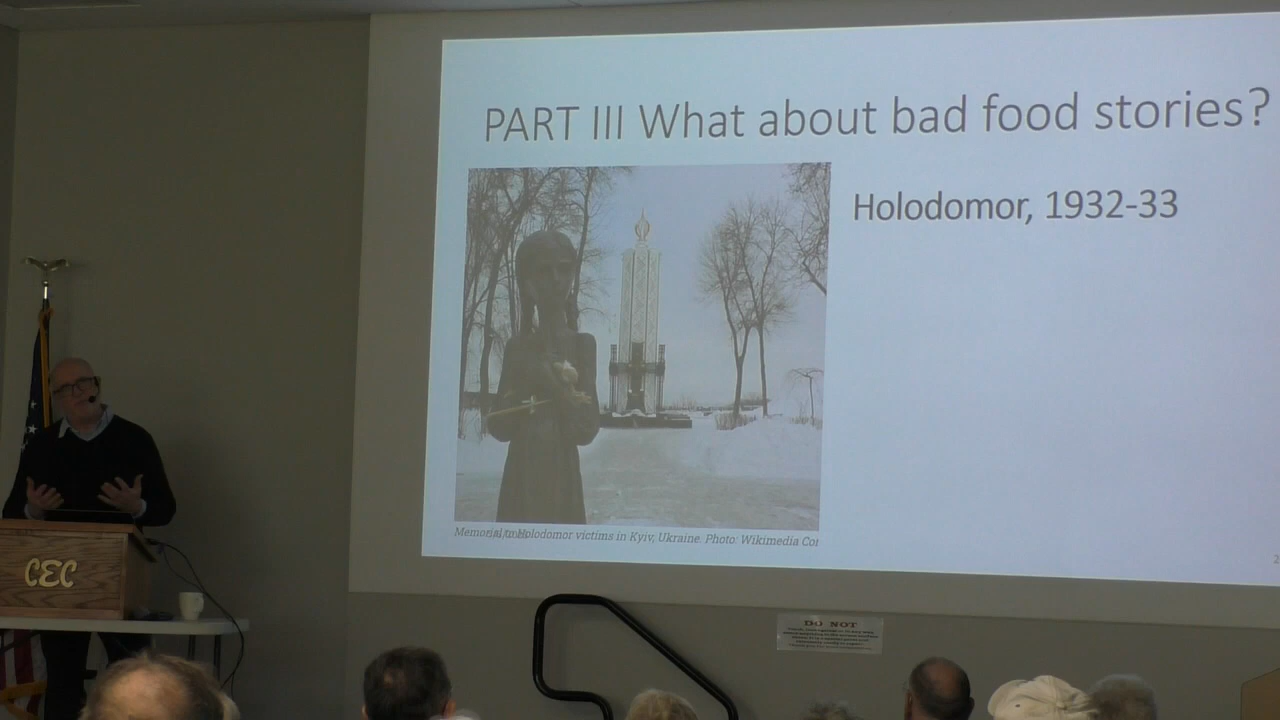 PART III What about bad food stories?
Holodomor, 1932-33
Memorial to Holodomor victims in Kyiv, Ukraine. Photo: Wikimedia Co
CEC
DO NOT